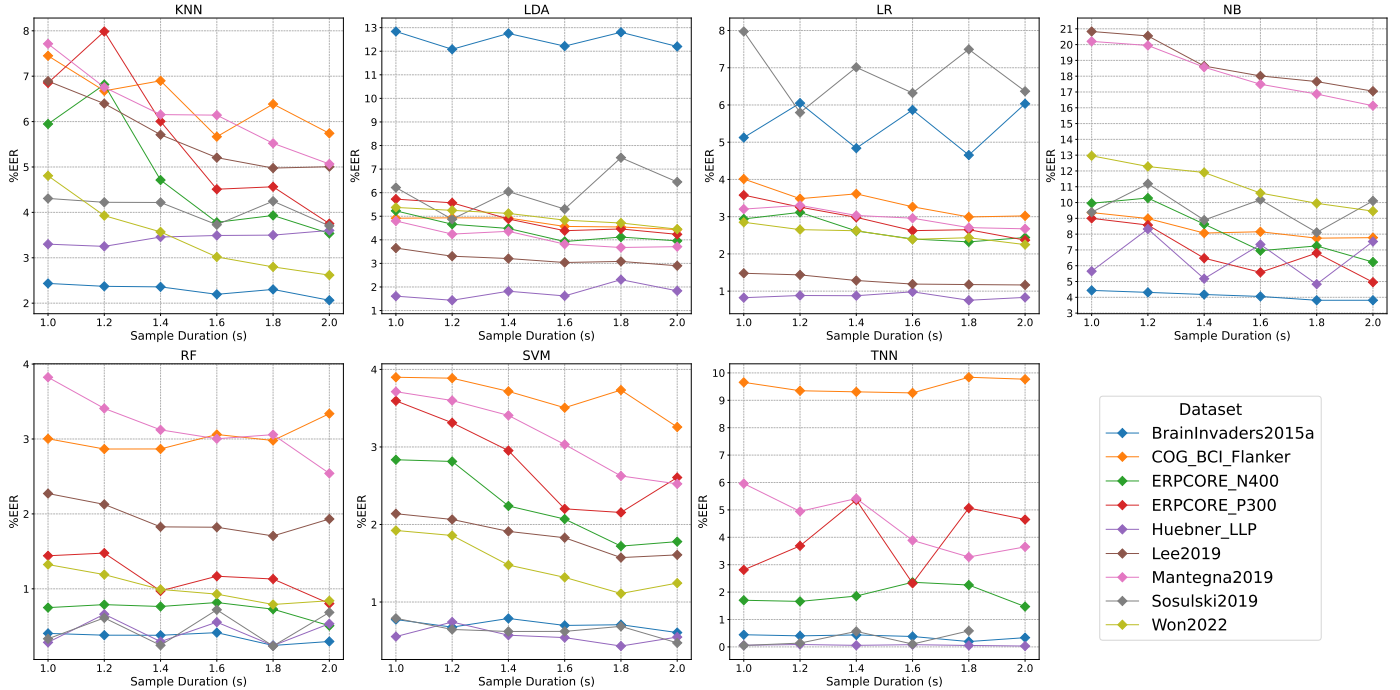 KNN
8
7
6
5
4
3
2
%EER
1.0 1.2 1.4 1.6 1.8 2.0
Sample Duration (s)
LDA
13
12
11
10
9
8
7
6
5
4
3
2
1
%EER
1.0 1.2 1.4 1.6 1.8 2.0
Sample Duration (s)
LR
8
7
6
5
4
3
2
1
%EER
1.0 1.2 1.4 1.6 1.8 2.0
Sample Duration (s)
NB
21
20
19
18
17
16
15
14
13
12
11
10
9
8
7
6
5
4
3
%EER
1.0 1.2 1.4 1.6 1.8 2.0
Sample Duration (s)
RF
4
3
2
1
%EER
1.0 1.2 1.4 1.6 1.8 2.0
Sample Duration (s)
SVM
4
3
2
1
%EER
1.0 1.2 1.4 1.6 1.8 2.0
Sample Duration (s)
TNN
10
9
8
7
6
5
4
3
2
1
0
%EER
1.0 1.2 1.4 1.6 1.8 2.0
Sample Duration (s)
Dataset
BrainInvaders2015a
COG_BCI_Flanker
ERPCORE_N400
ERPCORE_P300
Huebner_LLP
Lee2019
Mantegna2019
Sosulski2019
Won2022